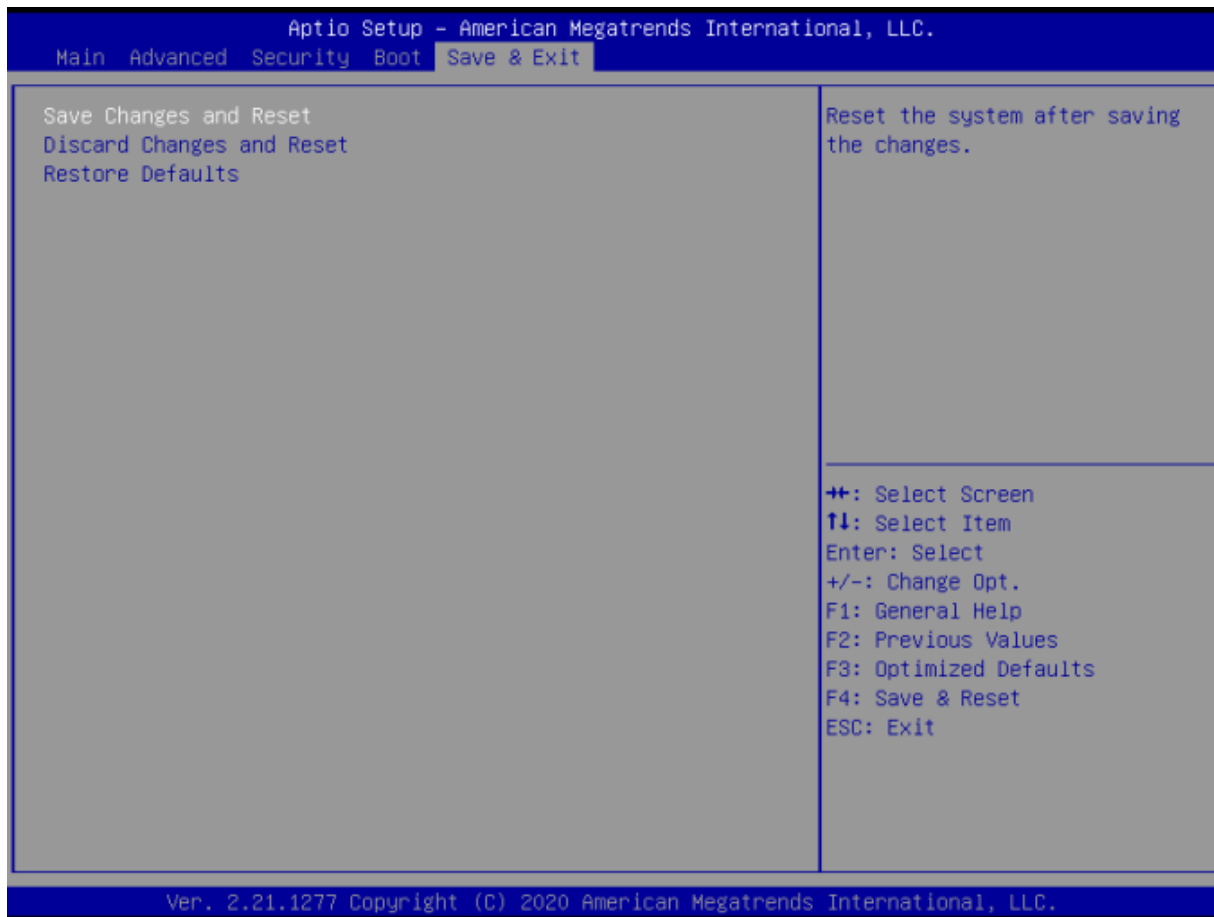 Aptio Setup – American Megatrends International, LLC.
Main Advanced Security Boot Save & Exit
Save Changes and Reset
Discard Changes and Reset
Restore Defaults
Reset the system after saving
the changes.
→←: Select Screen
↑↓: Select Item
Enter: Select
+/-: Change Opt.
F1: General Help
F2: Previous Values
F3: Optimized Defaults
F4: Save & Reset
ESC: Exit
Ver. 2.21.1277 Copyright (C) 2020 American Megatrends International, LLC.